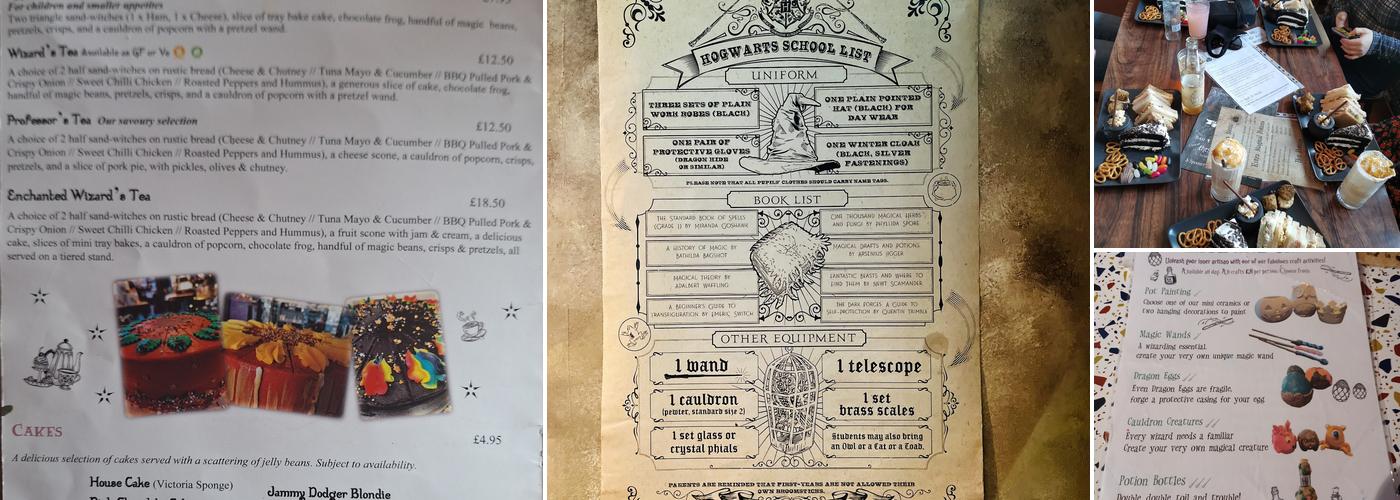 For children and smaller appetites
Two triangle sand-witches (1 x Ham, 1 x Cheese), slice of tray bake cake, chocolate frog, handful of magic beans,
pretzels, crisps and a cauldron of popcorn with a pretzel wand.
Wizard's Tea Available as GF or Ve
£12.50
A choice of 2 half sand-witches on rustic bread (Cheese & Chutney // Tuna Mayo & Cucumber // BBQ Pulled Pork &
Crispy Onion // Sweet Chilli Chicken // Roasted Peppers and Hummus), a generous slice of cake, chocolate frog,
handful of magic beans, pretzels, crisps, and a cauldron of popcorn with a pretzel wand.
Professor's Tea Our savoury selection
£12.50
A choice of 2 half sand-witches on rustic bread (Cheese & Chutney // Tuna Mayo & Cucumber // BBQ Pulled Pork &
Crispy Onion // Sweet Chilli Chicken // Roasted Peppers and Hummus), a cheese scone, a cauldron of popcorn, crisps,
pretzels, and a slice of pork pie, with pickles, olives & chutney.
Enchanted Wizard's Tea
£18.50
A choice of 2 half sand-witches on rustic bread (Cheese & Chutney // Tuna Mayo & Cucumber // BBQ Pulled Pork &
Crispy Onion // Sweet Chilli Chicken // Roasted Peppers and Hummus), a fruit scone with jam & cream, a delicious
cake, slices of mini tray bakes, a cauldron of popcorn, chocolate frog, handful of magic beans, crisps & pretzels, all
served on a tiered stand.
CAKES
£4.95
A delicious selection of cakes served with a scattering of jelly beans. Subject to availability.
House Cake (Victoria Sponge)
Jammy Dodger Blondie
HOGWARTS SCHOOL LIST
UNIFORM
THREE SETS OF PLAIN
WORK ROBES (BLACK)
ONE PLAIN POINTED
HAT (BLACK) FOR
DAY WEAR
ONE PAIR OF
PROTECTIVE GLOVES
(DRAGON HIDE
OR SIMILAR)
ONE WINTER CLOAK
(BLACK, SILVER
FASTENINGS)
PLEASE NOTE THAT ALL PUPILS' CLOTHES SHOULD CARRY NAME TAGS.
BOOK LIST
THE STANDARD BOOK OF SPELLS
(GRADE 1) BY MIRANDA GOSHAWK
ONE THOUSAND MAGICAL HERBS
AND FUNGI BY PHYLLIDA SPORE
A HISTORY OF MAGIC BY
BATHILDA BAGSHOT
MAGICAL DRAFTS AND POTIONS
BY ARSENIUS JIGGER
MAGICAL THEORY BY
ADALBERT WAFFLING
FANTASTIC BEASTS AND WHERE TO
FIND THEM BY NEWT SCAMANDER
A BEGINNER'S GUIDE TO
TRANSFIGURATION BY EMERIC SWITCH
THE DARK FORCES: A GUIDE TO
SELF-PROTECTION BY QUENTIN TRIMBLE
OTHER EQUIPMENT
1 wand
1 telescope
1 cauldron
(pewter, standard size 2)
1 set
brass scales
1 set glass or
crystal phials
Students may also bring
an Owl or a Cat or a Toad.
PARENTS ARE REMINDED THAT FIRST-YEARS ARE NOT ALLOWED THEIR
OWN BROOMSTICKS.
Unleash your inner artisan with one of our fabulous craft activities!
Pot Painting
Choose one of our mini ceramics or
two hanging decorations to paint
Magic Wands
A wizarding essential,
create your very own unique magic wand
Dragon Eggs
Even Dragon Eggs are fragile,
forge a protective casing for your egg
Cauldron Creatures
Every wizard needs a familiar
Create your very own magical creature
Potion Bottles
Double, double toil and trouble